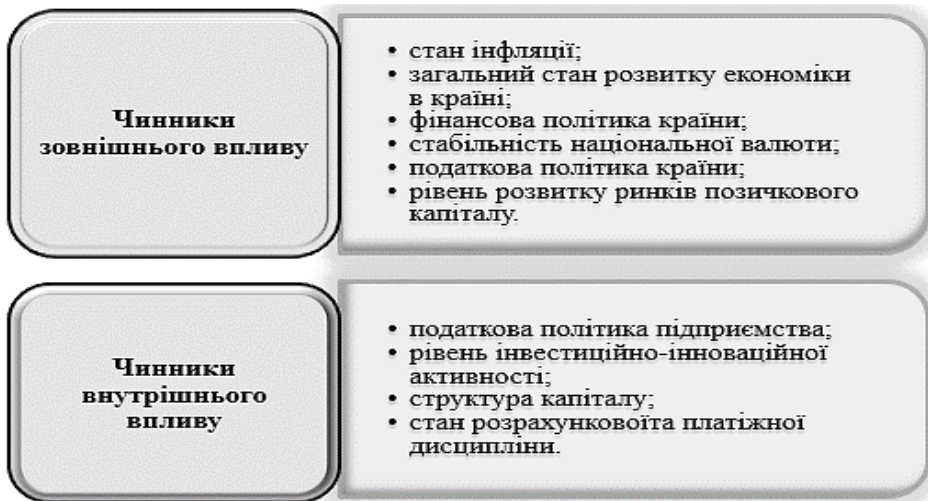 Чинники
зовнішнього впливу
• стан інфляції;
• загальний стан розвитку економіки
в країні;
• фінансова політика країни;
• стабільність національної валюти;
• податкова політика країни;
• рівень розвитку ринків позичкового
капіталу.
Чинники
внутрішнього
впливу
• податкова політика підприємства;
• рівень інвестиційно-інноваційної
активності;
• структура капіталу;
• стан розрахунковоїта платіжної
дисципліни.